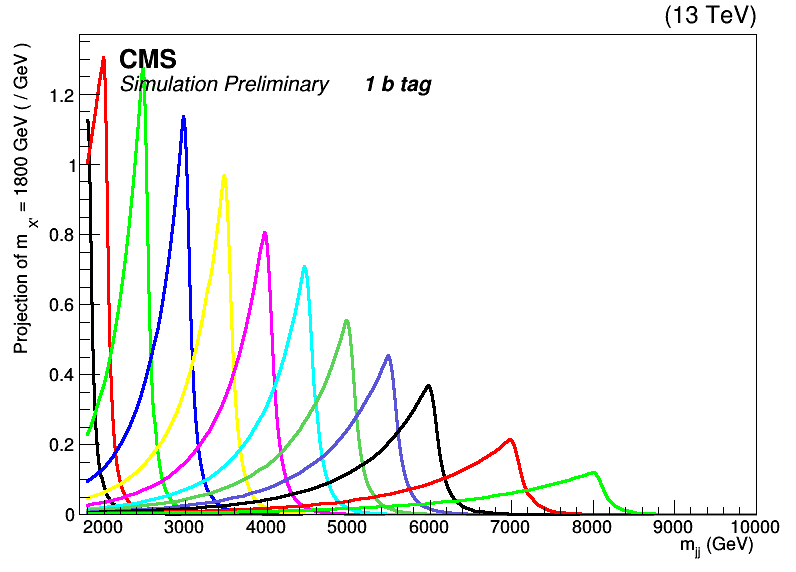 (13 TeV)
CMS
Simulation Preliminary 1 b tag
Projection of m_X' = 1800 GeV ( / GeV )
1.2
1
0.8
0.6
0.4
0.2
0
2000 3000 4000 5000 6000 7000 8000 9000 10000
m_jj (GeV)